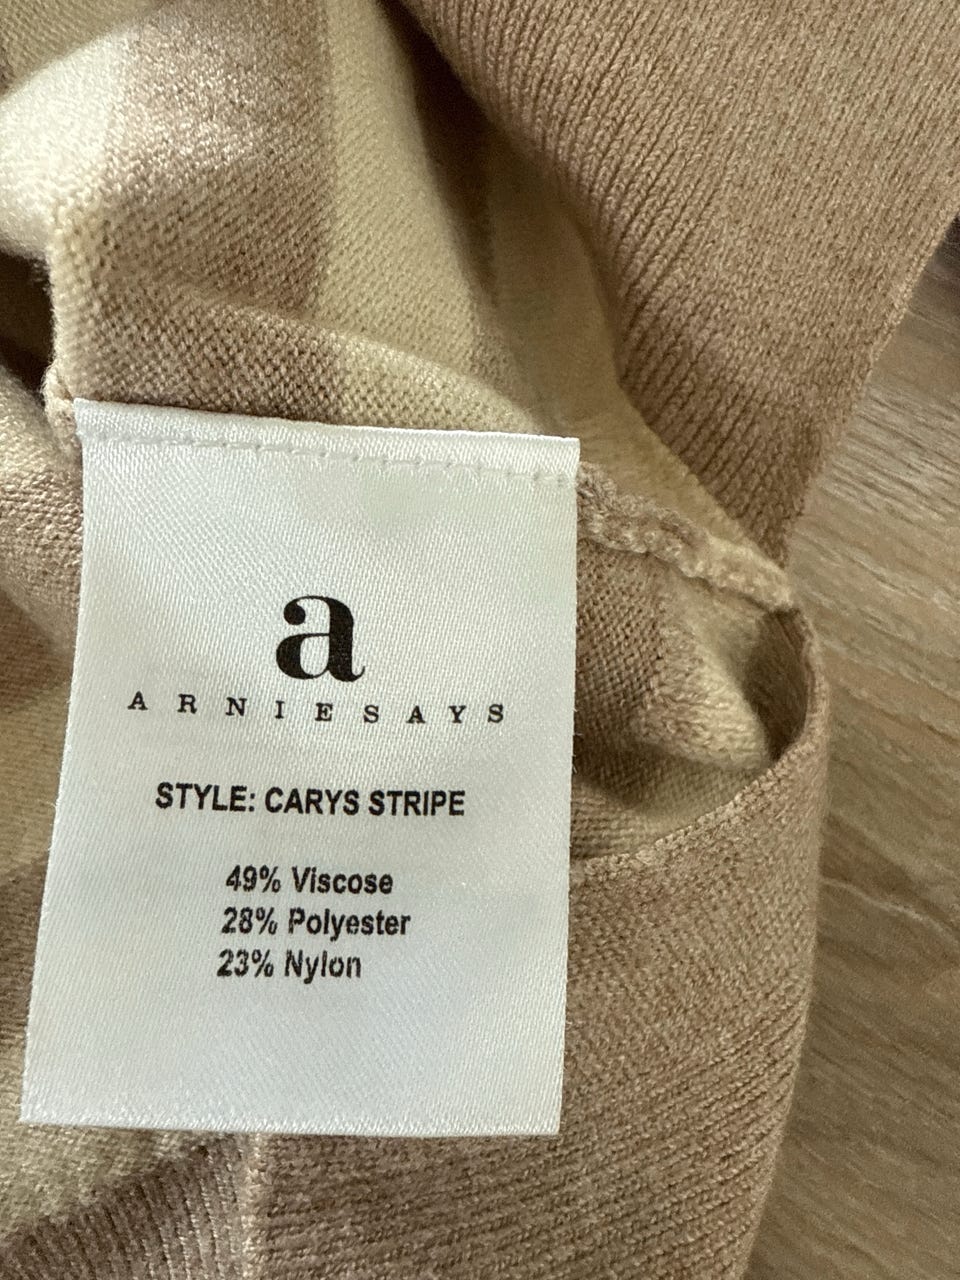 a
ARNIESAYS
STYLE: CARYS STRIPE
49% Viscose
28% Polyester
23% Nylon